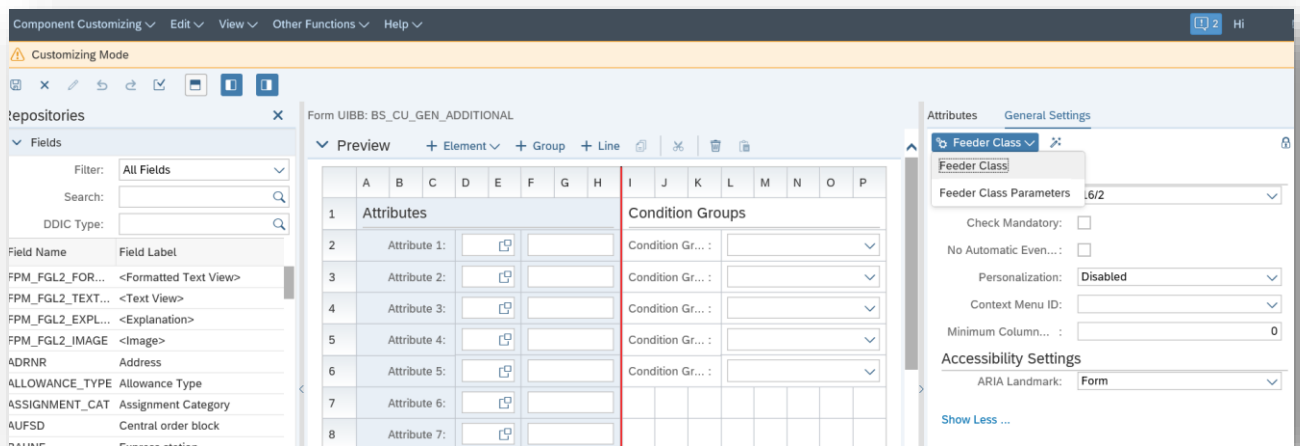 Component Customizing Edit View Other Functions Help 2 Hi
Customizing Mode
Repositories
Fields
Filter: All Fields
Search:
DDIC Type:
Field Name Field Label
FPM_FGL2_FOR... <Formatted Text View>
FPM_FGL2_TEXT... <Text View>
FPM_FGL2_EXPL... <Explanation>
FPM_FGL2_IMAGE <Image>
ADRNR Address
ALLOWANCE_TYPE Allowance Type
ASSIGNMENT_CAT Assignment Category
AUFSD Central order block
Form UIBB: BS_CU_GEN_ADDITIONAL
Preview Element Group Line
A B C D E F G H I J K L M N O P
1 Attributes Condition Groups
2 Attribute 1: Condition Gr... :
3 Attribute 2: Condition Gr... :
4 Attribute 3: Condition Gr... :
5 Attribute 4: Condition Gr... :
6 Attribute 5: Condition Gr... :
7 Attribute 6:
8 Attribute 7:
Attributes General Settings
Feeder Class
Feeder Class
Feeder Class Parameters
16/2
Check Mandatory:
No Automatic Even... :
Personalization: Disabled
Context Menu ID:
Minimum Column... : 0
Accessibility Settings
ARIA Landmark: Form
Show Less ...